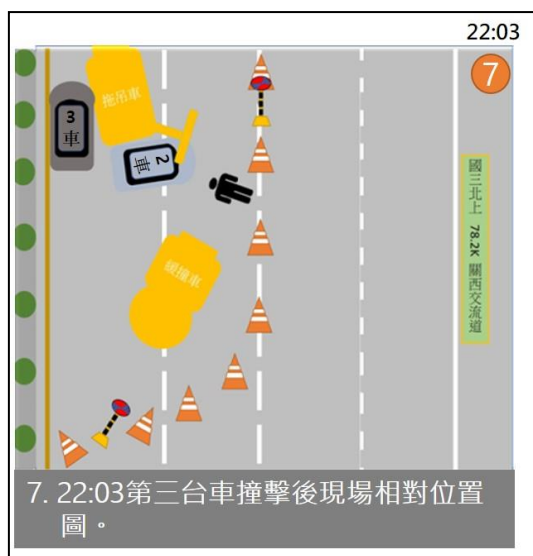 22:03
7
拖吊車
3
車
2
車
緩撞車
國三北上 78.2K 關西交流道
7. 22:03第三台車撞擊後現場相對位置
圖。